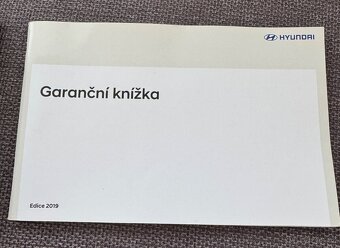 HYUNDAI
Garanční knížka
Edice 2019